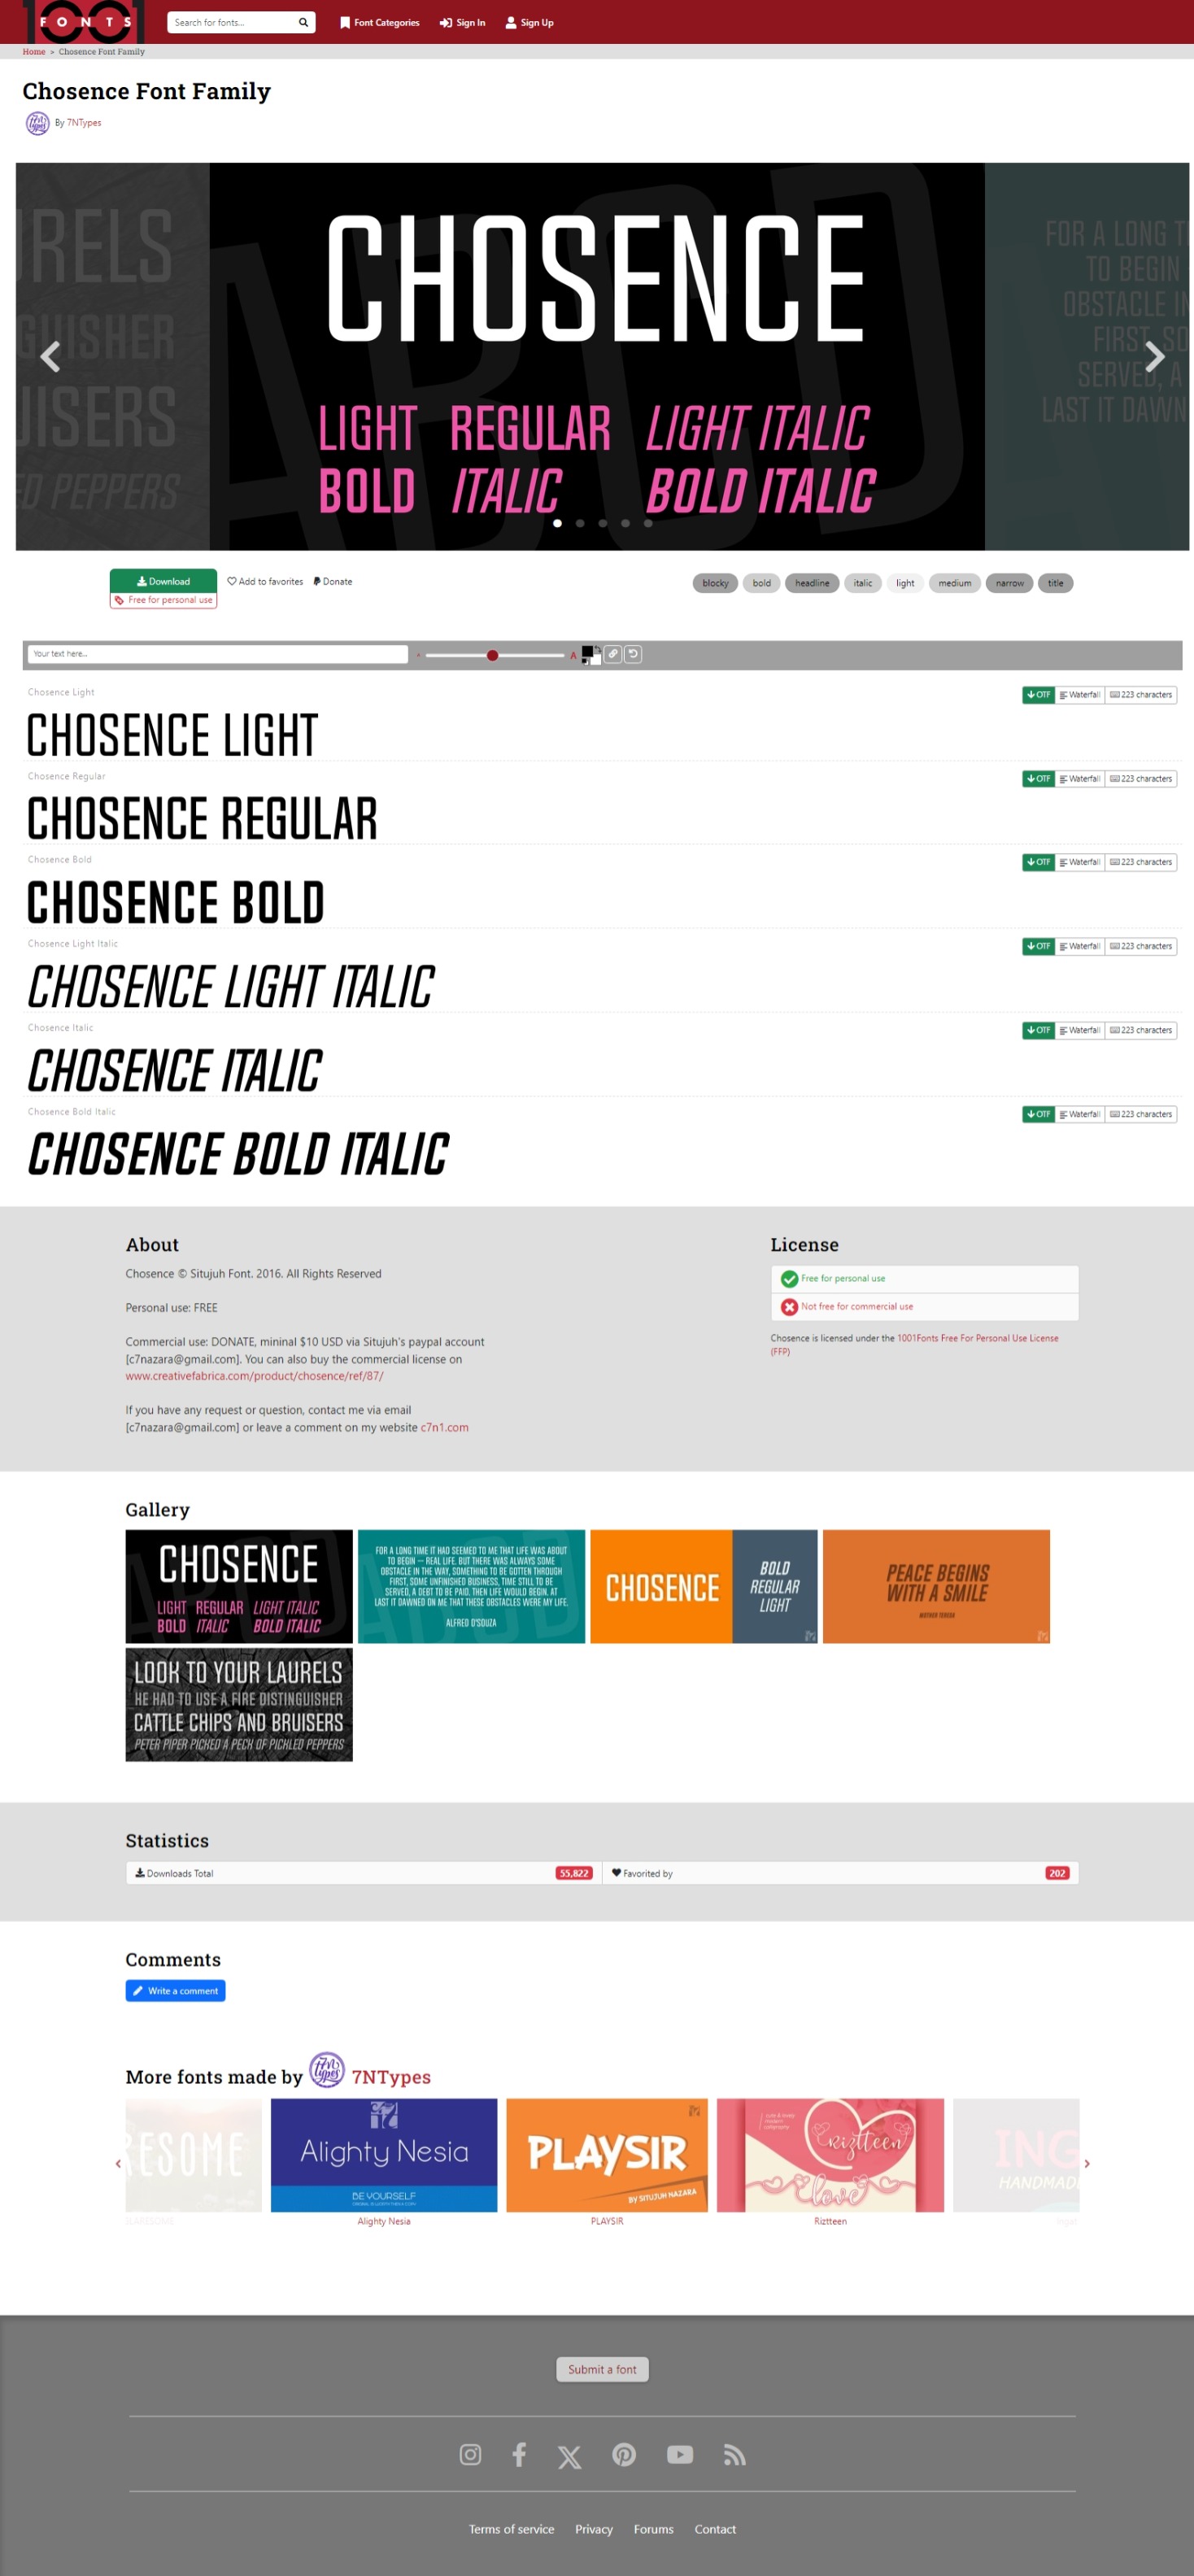 1001 FONTS
Search for fonts...
Font Categories
Sign In
Sign Up
Home > Chosence Font Family
Chosence Font Family
By 7NTypes
RELS
GUISHER
UISERS
ED PEPPERS
CHOSENCE
LIGHT REGULAR LIGHT ITALIC
BOLD ITALIC BOLD ITALIC
ABCD
FOR A LONG TI
TO BEGIN
OBSTACLE IN
FIRST, SO
SERVED, A
LAST IT DAWN
Download
Free for personal use
Add to favorites
Donate
blocky bold headline italic light medium narrow title
Your text here...
A A
Chosence Light
OTF Waterfall 223 characters
CHOSENCE LIGHT
Chosence Regular
OTF Waterfall 223 characters
CHOSENCE REGULAR
Chosence Bold
OTF Waterfall 223 characters
CHOSENCE BOLD
Chosence Light Italic
OTF Waterfall 223 characters
CHOSENCE LIGHT ITALIC
Chosence Italic
OTF Waterfall 223 characters
CHOSENCE ITALIC
Chosence Bold Italic
OTF Waterfall 223 characters
CHOSENCE BOLD ITALIC
About
Chosence © Situjuh Font. 2016. All Rights Reserved
Personal use: FREE
Commercial use: DONATE, mininal $10 USD via Situjuh's paypal account
[c7nazara@gmail.com]. You can also buy the commercial license on
www.creativefabrica.com/product/chosence/ref/87/
If you have any request or question, contact me via email
[c7nazara@gmail.com] or leave a comment on my website c7n1.com
License
Free for personal use
Not free for commercial use
Chosence is licensed under the 1001Fonts Free For Personal Use License
(FFP)
Gallery
CHOSENCE
LIGHT REGULAR LIGHT ITALIC
BOLD ITALIC BOLD ITALIC
FOR A LONG TIME IT HAD SEEMED TO ME THAT LIFE WAS ABOUT
TO BEGIN — REAL LIFE. BUT THERE WAS ALWAYS SOME
OBSTACLE IN THE WAY, SOMETHING TO BE GOTTEN THROUGH
FIRST, SOME UNFINISHED BUSINESS, TIME STILL TO BE
SERVED, A DEBT TO BE PAID. THEN LIFE WOULD BEGIN. AT
LAST IT DAWNED ON ME THAT THESE OBSTACLES WERE MY LIFE.
ALFRED D'SOUZA
CHOSENCE
BOLD
REGULAR
LIGHT
PEACE BEGINS
WITH A SMILE
MOTHER TERESA
LOOK TO YOUR LAURELS
HE HAD TO USE A FIRE DISTINGUISHER
CATTLE CHIPS AND BRUISERS
PETER PIPER PICKED A PECH OF PICKLED PEPPERS
Statistics
Downloads Total 55,822
Favorited by 202
Comments
Write a comment
More fonts made by 7NTypes
ESOME
Alighty Nesia
BE YOURSELF
Alighty Nesia
PLAYSIR
BY SITUJUH NAZARA
PLAYSIR
Riztteen
love
Riztteen
ING
HANDMADE
Submit a font
Terms of service Privacy Forums Contact